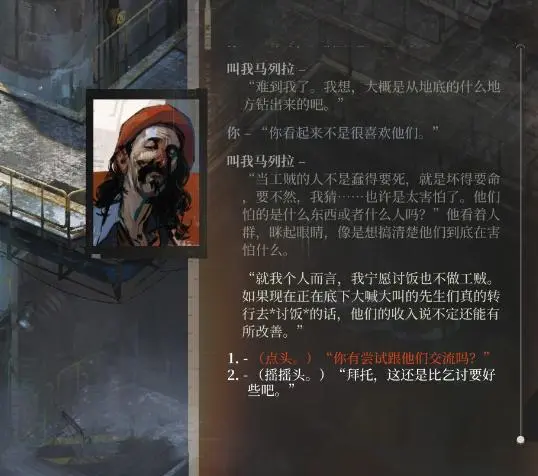 叫我马列拉 –
“难到我了。我想，大概是从地底的什么地
方钻出来的吧。”
你 – “你看起来不是很喜欢他们。”
叫我马列拉 –
“当工贼的人不是蠢得要死，就是坏得要命
，要不然，我猜……也许是太害怕了。他们
怕的是什么东西或者什么人吗？”他看着人
群，眯起眼睛，像是想搞清楚他们到底在害
怕什么。
“就我个人而言，我宁愿讨饭也不做工贼。
如果现在正在底下大喊大叫的先生们真的转
行去*讨饭*的话，他们的收入说不定还能有
所改善。”
1. - （点头。）“你有尝试跟他们交流吗？”
2. - （摇摇头。）“拜托，这还是比乞讨要好
些吧。”